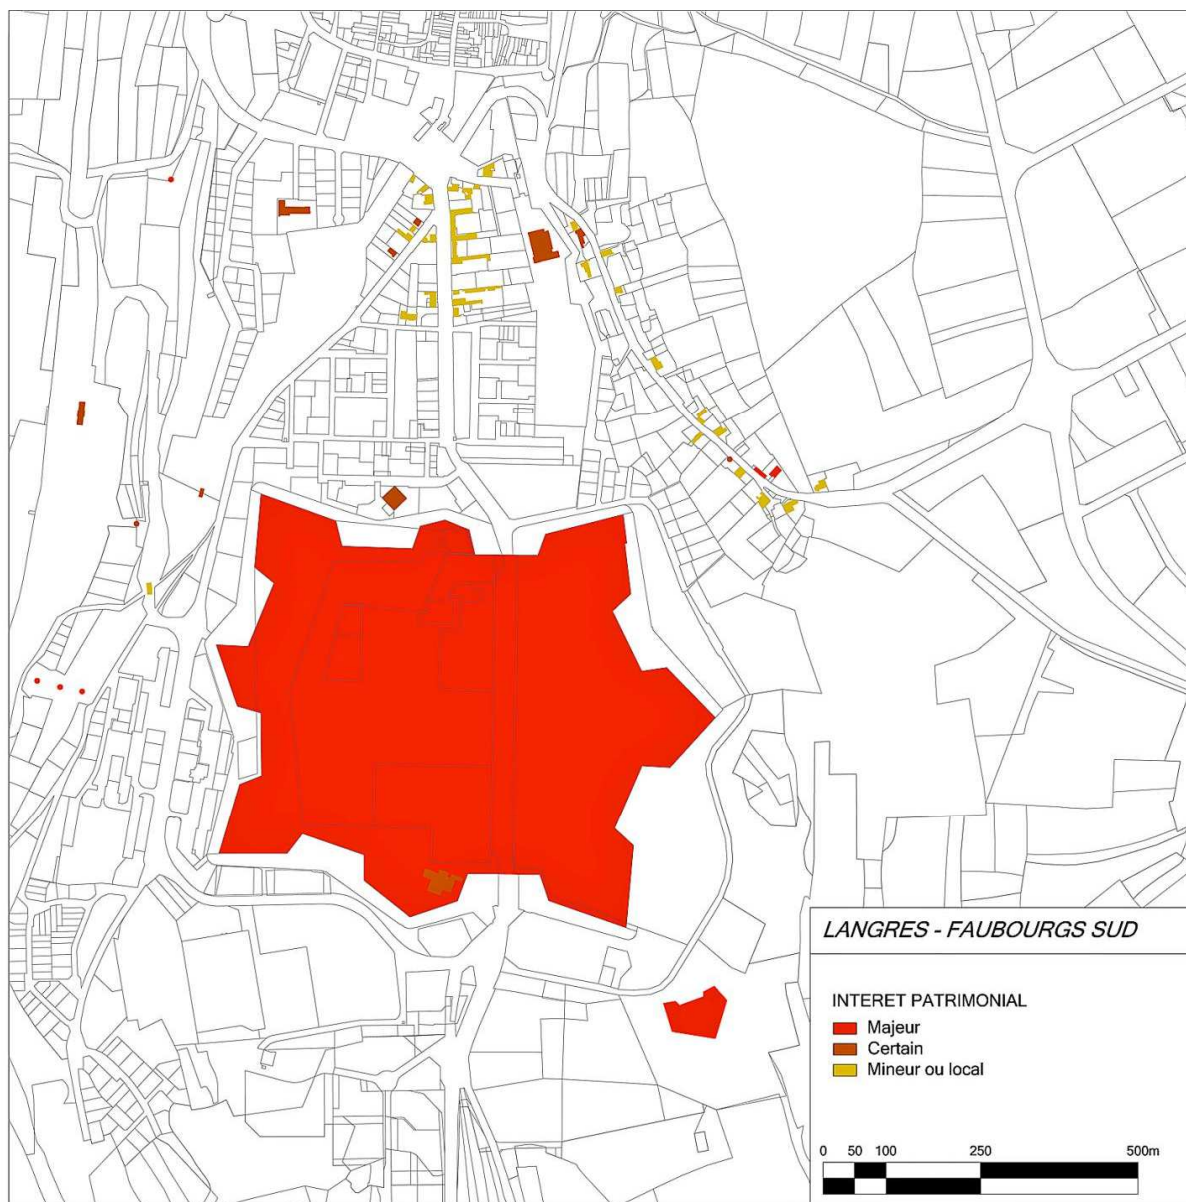 LANGRES - FAUBOURGS SUD
INTERET PATRIMONIAL
Majeur
Certain
Mineur ou local
0 50 100 250 500m